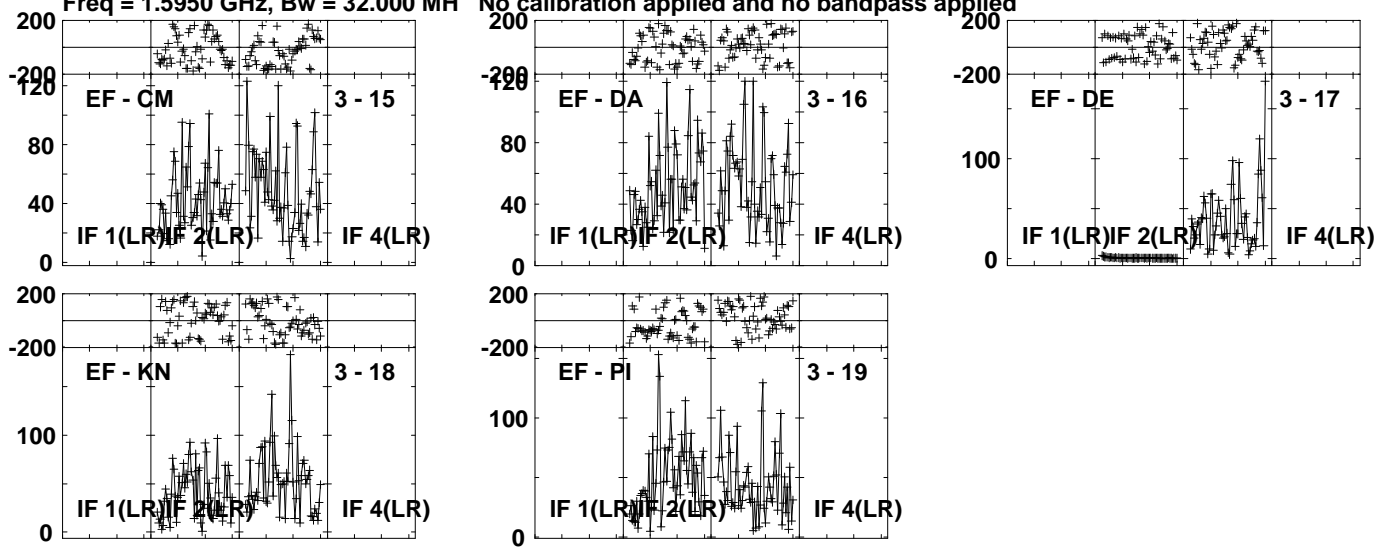 Freq = 1.5950 GHz, Bw = 32.000 MH No calibration applied and no bandpass applied
200
-200
120
EF - CM
3 - 15
80
40
IF 1(LR)
IF 2(LR)
IF 4(LR)
0
200
-200
120
EF - DA
3 - 16
80
40
IF 1(LR)
IF 2(LR)
IF 4(LR)
0
200
-200
EF - DE
3 - 17
100
IF 1(LR)
IF 2(LR)
IF 4(LR)
0
200
-200
EF - KN
3 - 18
100
IF 1(LR)
IF 2(LR)
IF 4(LR)
0
200
-200
EF - PI
3 - 19
100
IF 1(LR)
IF 2(LR)
IF 4(LR)
0